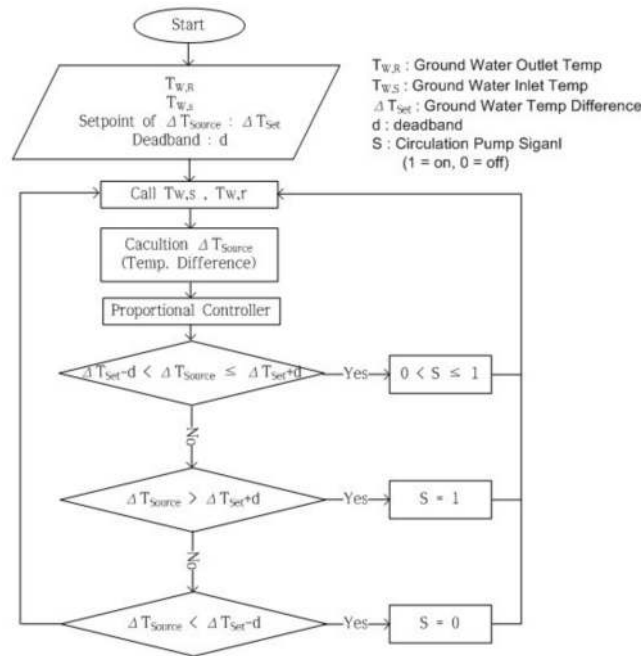 Start
T_W,R
T_W,s
Setpoint of ΔT_Source : ΔT_Set
Deadband : d
T_W,R : Ground Water Outlet Temp
T_W,S : Ground Water Inlet Temp
ΔT_Set : Ground Water Temp Difference
d : deadband
S : Circulation Pump Siganl
(1 = on, 0 = off)
Call Tw,s , Tw,r
Cacultion ΔT_Source
(Temp. Difference)
Proportional Controller
ΔT_Set-d < ΔT_Source ≤ ΔT_Set+d
Yes
0 < S ≤ 1
No
ΔT_Source > ΔT_Set+d
Yes
S = 1
No
ΔT_Source < ΔT_Set-d
Yes
S = 0